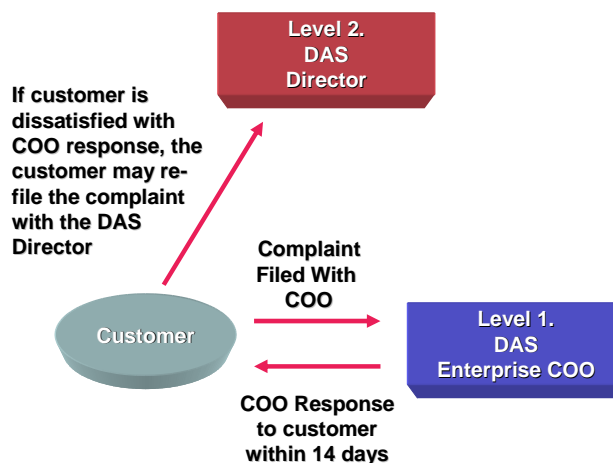 Level 2.
DAS
Director
If customer is
dissatisfied with
COO response, the
customer may re-
file the complaint
with the DAS
Director
Complaint
Filed With
COO
Customer
Level 1.
DAS
Enterprise COO
COO Response
to customer
within 14 days